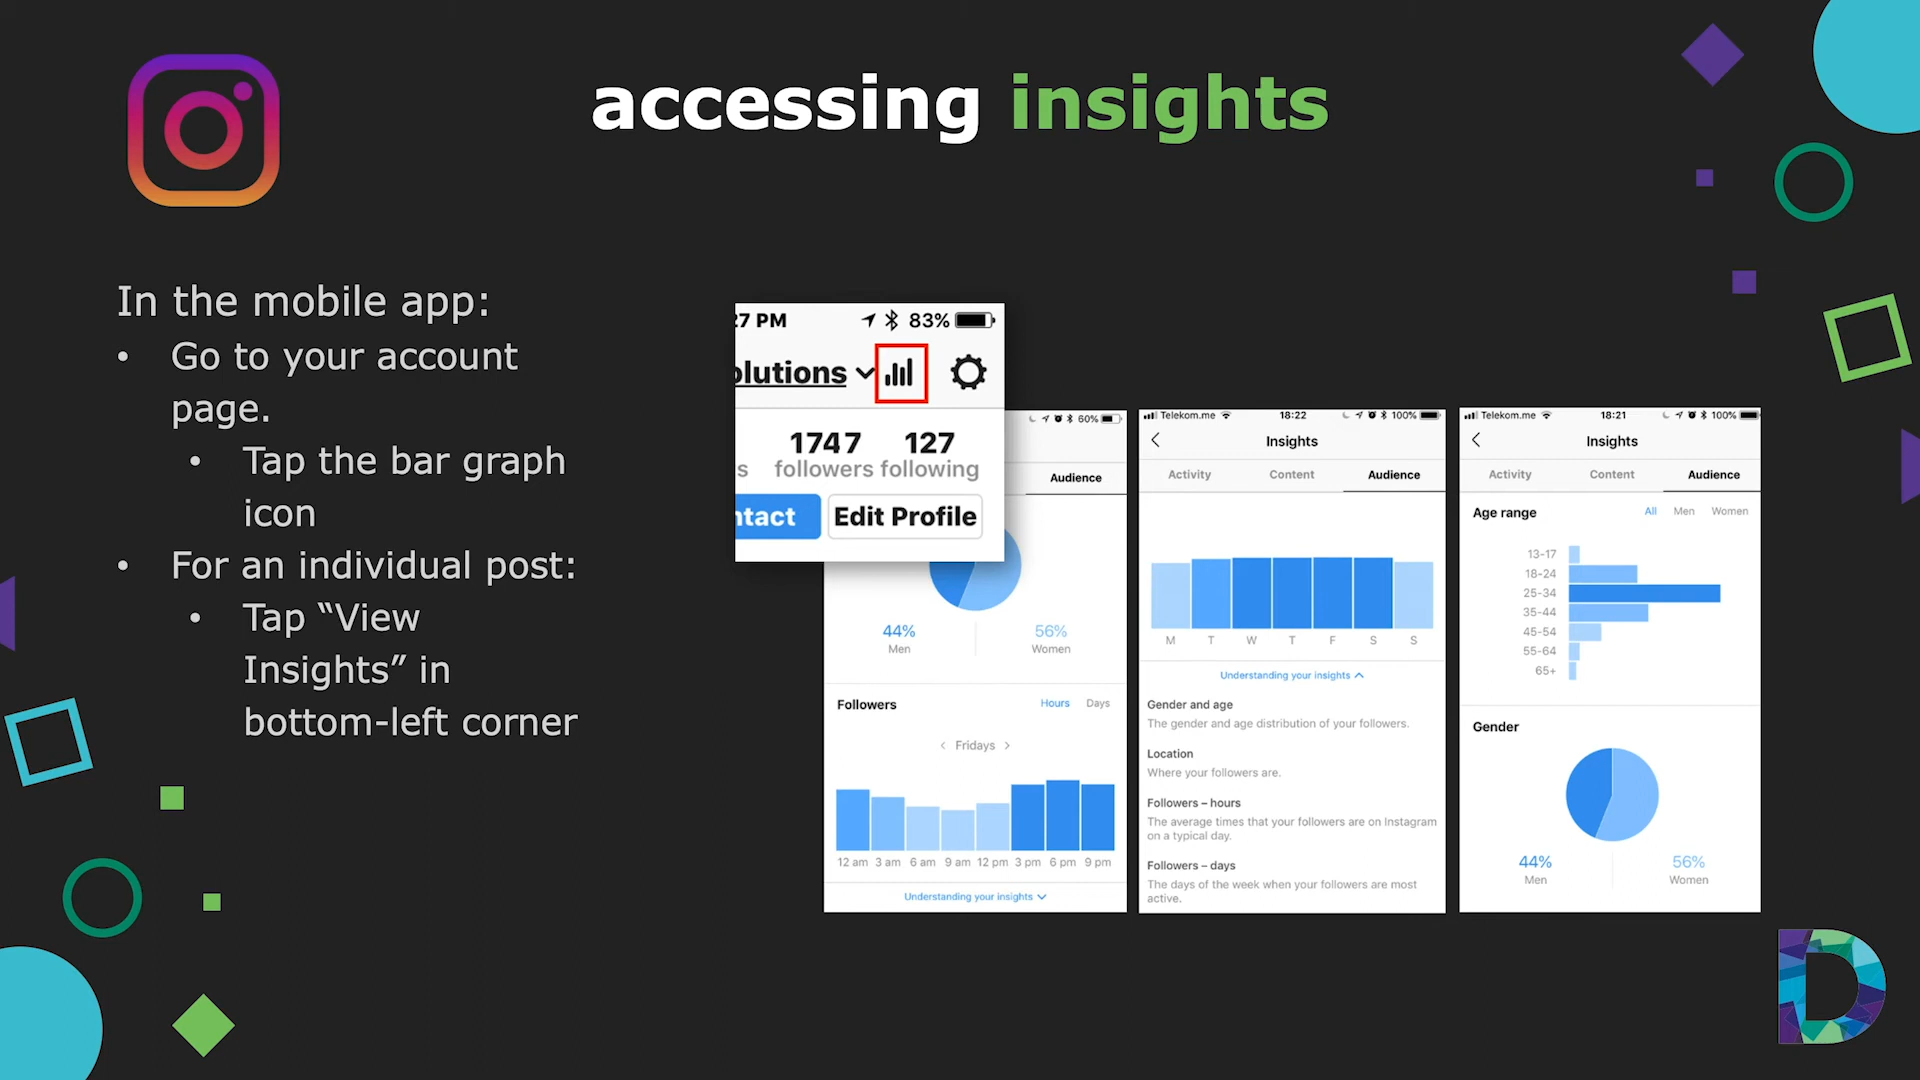 accessing insights
In the mobile app:
• Go to your account
page.
• Tap the bar graph
icon
• For an individual post:
• Tap “View
Insights” in
bottom-left corner
27 PM 83%
olutions
1747 127
s followers following
ntact Edit Profile
60%
Audience
44% 56%
Men Women
Followers Hours Days
< Fridays >
12 am 3 am 6 am 9 am 12 pm 3 pm 6 pm 9 pm
Understanding your insights
Telekom.me 18:22 100%
Insights
Activity Content Audience
M T W T F S S
Understanding your insights
Gender and age
The gender and age distribution of your followers.
Location
Where your followers are.
Followers – hours
The average times that your followers are on Instagram
on a typical day.
Followers – days
The days of the week when your followers are most
active.
Telekom.me 18:21 100%
Insights
Activity Content Audience
Age range All Men Women
13-17
18-24
25-34
35-44
45-54
55-64
65+
Gender
44% 56%
Men Women
D